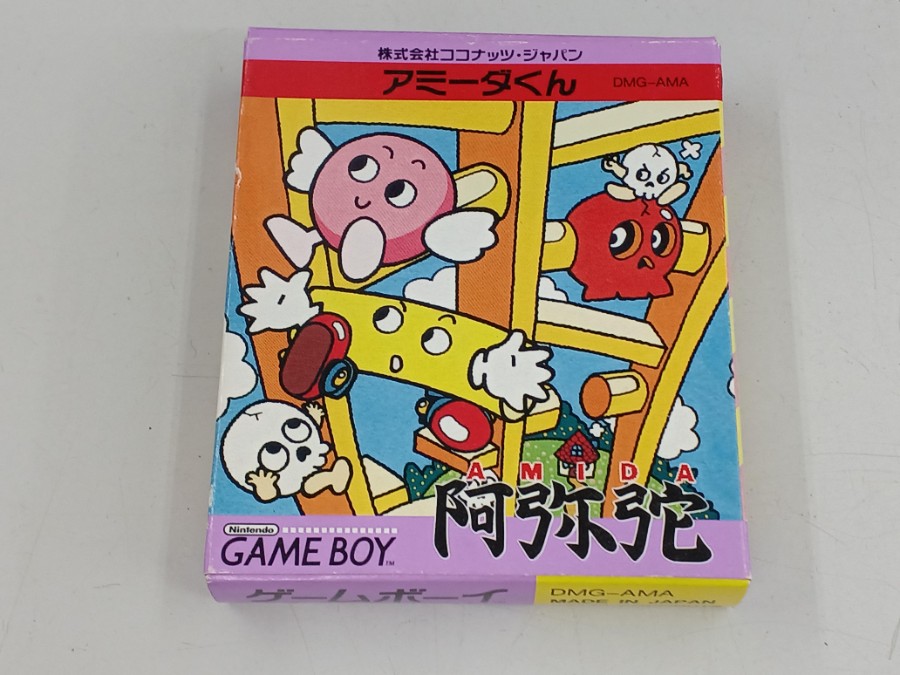 株式会社ココナッツ・ジャパン
アミーダくん DMG-AMA
AMIDA
阿弥陀
Nintendo
GAME BOY™
ゲームボーイ
DMG-AMA
MADE IN JAPAN